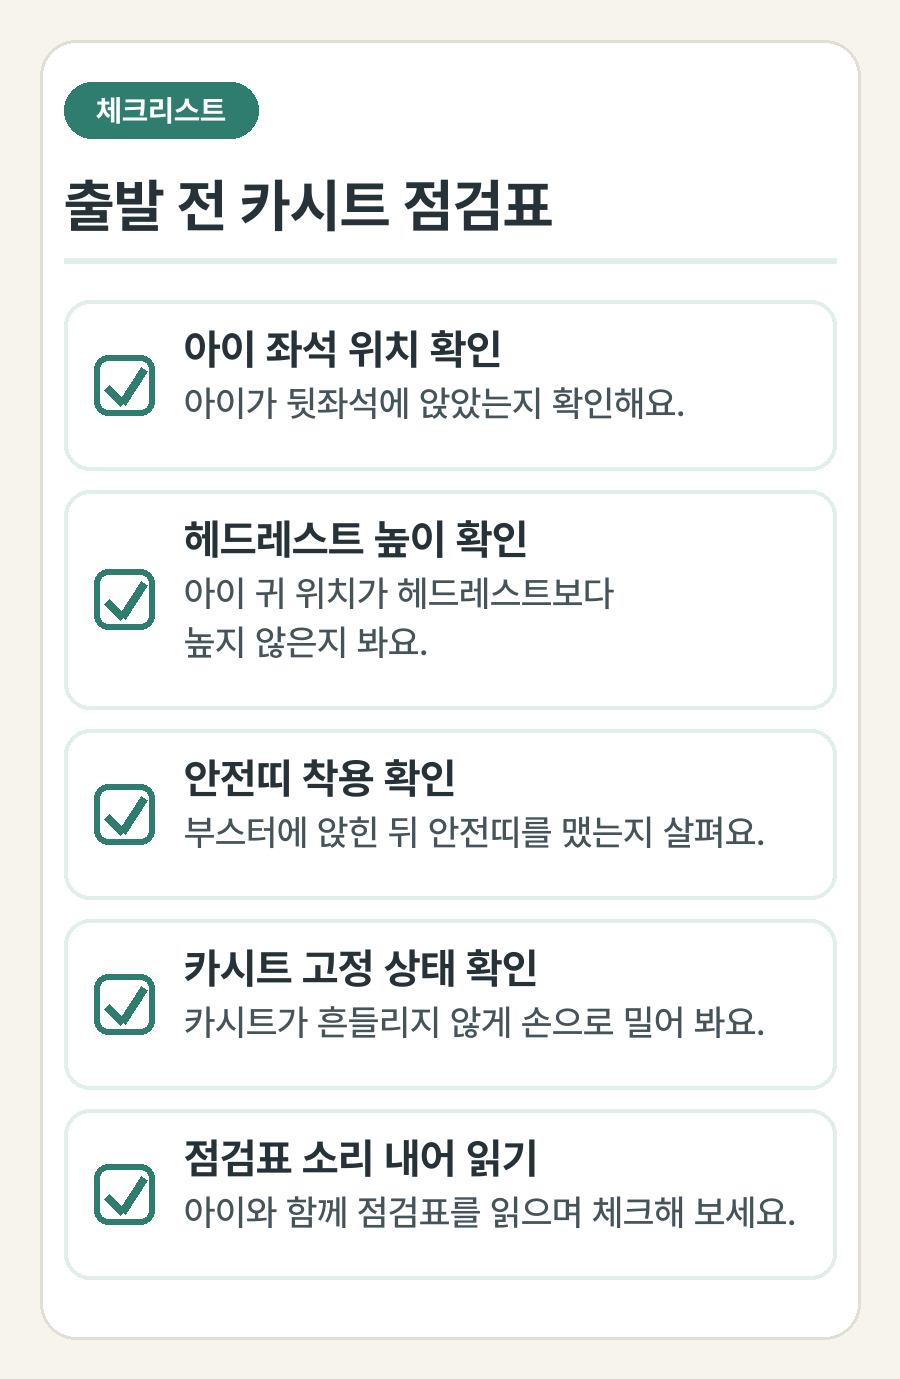 체크리스트
출발 전 카시트 점검표
아이 좌석 위치 확인
아이가 뒷좌석에 앉았는지 확인해요.
헤드레스트 높이 확인
아이 귀 위치가 헤드레스트보다
높지 않은지 봐요.
안전띠 착용 확인
부스터에 앉힌 뒤 안전띠를 맸는지 살펴요.
카시트 고정 상태 확인
카시트가 흔들리지 않게 손으로 밀어 봐요.
점검표 소리 내어 읽기
아이와 함께 점검표를 읽으며 체크해 보세요.